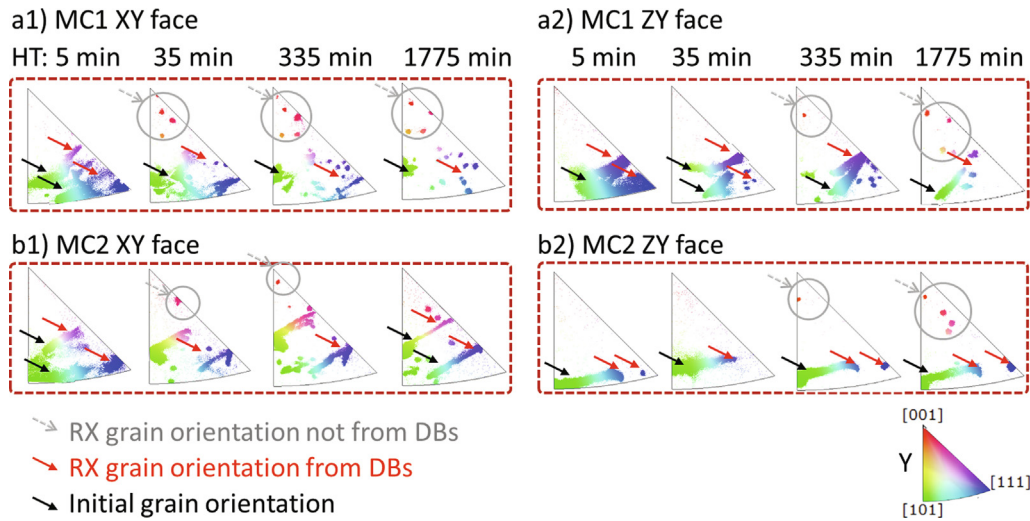 a1) MC1 XY face
a2) MC1 ZY face
HT: 5 min 35 min 335 min 1775 min
5 min 35 min 335 min 1775 min
b1) MC2 XY face
b2) MC2 ZY face
RX grain orientation not from DBs
RX grain orientation from DBs
Initial grain orientation
[001]
Y
[111]
[101]